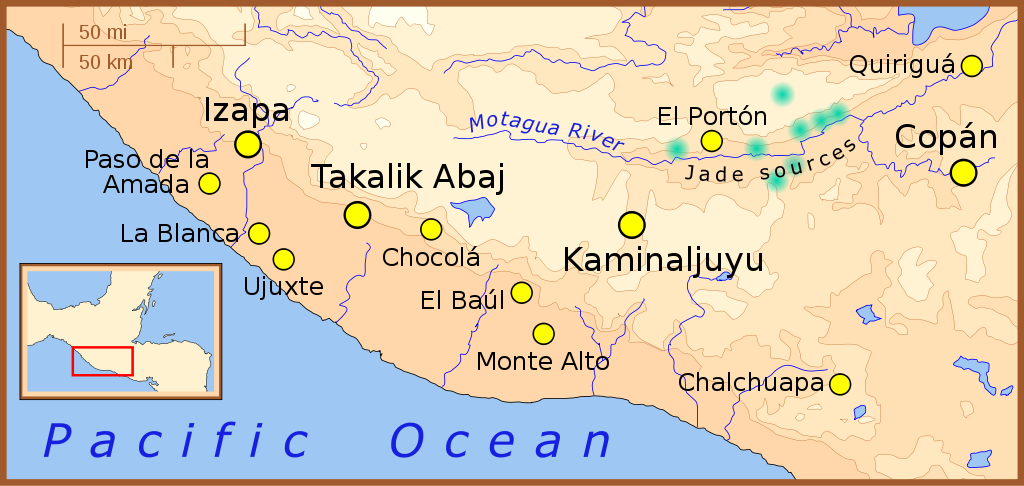 50 mi
50 km
Quiriguá
Izapa
El Portón
Motagua River
Copán
Jade sources
Paso de la
Amada
Takalik Abaj
La Blanca
Chocolá
Kaminaljuyu
Ujuxte
El Baúl
Monte Alto
Chalchuapa
Pacific Ocean